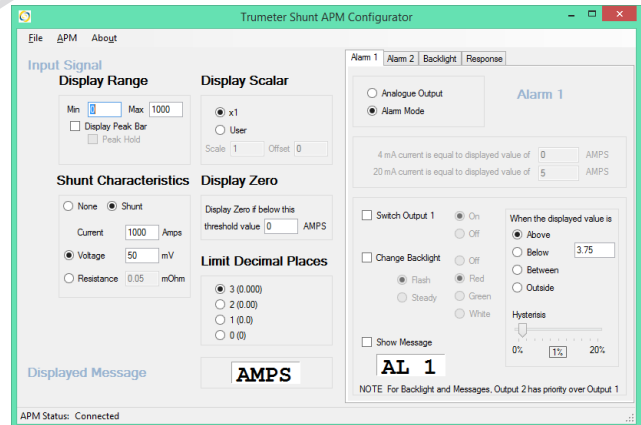 Trumeter Shunt APM Configurator
File APM About
Input Signal
Display Range
Min 0 Max 1000
Display Peak Bar
Peak Hold
Display Scalar
x1
User
Scale 1 Offset 0
Shunt Characteristics
None Shunt
Current 1000 Amps
Voltage 50 mV
Resistance 0.05 mOhm
Display Zero
Display Zero if below this
threshold value 0 AMPS
Limit Decimal Places
3 (0.000)
2 (0.00)
1 (0.0)
0 (0)
Displayed Message
AMPS
Alarm 1 Alarm 2 Backlight Response
Analogue Output
Alarm Mode
Alarm 1
4 mA current is equal to displayed value of 0 AMPS
20 mA current is equal to displayed value of 5 AMPS
Switch Output 1 On
Off
Change Backlight Off
Flash Red
Steady Green
White
Show Message
AL 1
When the displayed value is
Above
Below 3.75
Between
Outside
Hysterisis
0% 1% 20%
NOTE For Backlight and Messages, Output 2 has priority over Output 1
APM Status: Connected